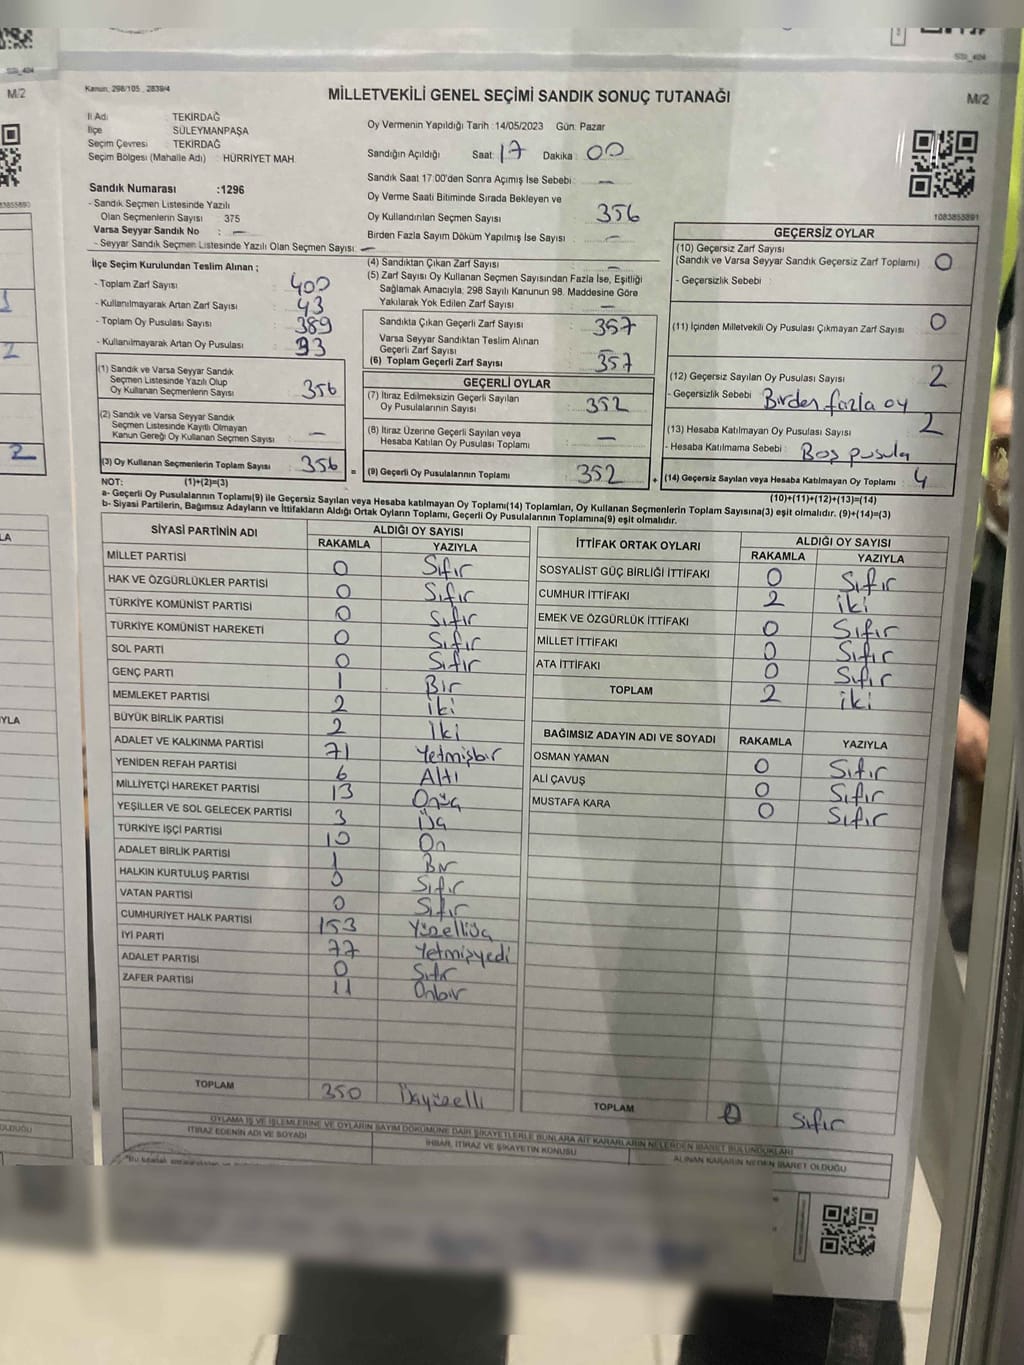 SSI_404
SSI_404
M/2
Kanun, 298/105 , 2839/4
MİLLETVEKİLİ GENEL SEÇİMİ SANDIK SONUÇ TUTANAĞI
M/2
İl Adı : TEKİRDAĞ
İlçe : SÜLEYMANPAŞA
Seçim Çevresi : TEKİRDAĞ
Seçim Bölgesi (Mahalle Adı) : HÜRRİYET MAH
Oy Vermenin Yapıldığı Tarih :14/05/2023 Gün: Pazar
Sandığın Açıldığı Saat: 17 Dakika : 00
Sandık Saat 17:00'den Sonra Açımış İse Sebebi : —
Sandık Numarası :1296
- Sandık Seçmen Listesinde Yazılı
Olan Seçmenlerin Sayısı 375
Varsa Seyyar Sandık No : —
- Seyyar Sandık Seçmen Listesinde Yazılı Olan Seçmen Sayısı: —
Oy Verme Saati Bitiminde Sırada Bekleyen ve
Oy Kullandırılan Seçmen Sayısı : 356
Birden Fazla Sayım Döküm Yapılmış İse Sayısı : —
1083855891
İlçe Seçim Kurulundan Teslim Alınan ;
- Toplam Zarf Sayısı : 400
- Kullanılmayarak Artan Zarf Sayısı : 43
- Toplam Oy Pusulası Sayısı : 389
- Kullanılmayarak Artan Oy Pusulası : 33
(4) Sandıktan Çıkan Zarf Sayısı : —
(5) Zarf Sayısı Oy Kullanan Seçmen Sayısından Fazla İse, Eşitliği
Sağlamak Amacıyla; 298 Sayılı Kanunun 98. Maddesine Göre
Yakılarak Yok Edilen Zarf Sayısı : —
Sandıkta Çıkan Geçerli Zarf Sayısı : 357
Varsa Seyyar Sandıktan Teslim Alınan
Geçerli Zarf Sayısı : —
(6) Toplam Geçerli Zarf Sayısı : 357
GEÇERSİZ OYLAR
(10) Geçersiz Zarf Sayısı
(Sandık ve Varsa Seyyar Sandık Geçersiz Zarf Toplamı) : 0
- Geçersizlik Sebebi :
(11) İçinden Milletvekili Oy Pusulası Çıkmayan Zarf Sayısı : 0
(12) Geçersiz Sayılan Oy Pusulası Sayısı : 2
- Geçersizlik Sebebi : Birden fazla oy
(13) Hesaba Katılmayan Oy Pusulası Sayısı : 2
- Hesaba Katılmama Sebebi : Boş pusula
(14) Geçersiz Sayılan veya Hesaba Katılmayan Oy Toplamı : 4
(1) Sandık ve Varsa Seyyar Sandık
Seçmen Listesinde Yazılı Olup
Oy Kullanan Seçmenlerin Sayısı : 356
(2) Sandık ve Varsa Seyyar Sandık
Seçmen Listesinde Kayıtlı Olmayan
Kanun Gereği Oy Kullanan Seçmen Sayısı : —
(3) Oy Kullanan Seçmenlerin Toplam Sayısı : 356 =
GEÇERLİ OYLAR
(7) İtiraz Edilmeksizin Geçerli Sayılan
Oy Pusulalarının Sayısı : 352
(8) İtiraz Üzerine Geçerli Sayılan veya
Hesaba Katılan Oy Pusulası Toplamı : —
(9) Geçerli Oy Pusulalarının Toplamı : 352 +
NOT: (1)+(2)=(3) (10)+(11)+(12)+(13)=(14)
a- Geçerli Oy Pusulalarının Toplamı(9) ile Geçersiz Sayılan veya Hesaba katılmayan Oy Toplamı(14) Toplamları, Oy Kullanan Seçmenlerin Toplam Sayısına(3) eşit olmalıdır. (9)+(14)=(3)
b- Siyasi Partilerin, Bağımsız Adayların ve İttifakların Aldığı Ortak Oyların Toplamı, Geçerli Oy Pusulalarının Toplamına(9) eşit olmalıdır.
SİYASİ PARTİNİN ADI ALDIĞI OY SAYISI
RAKAMLA YAZIYLA
MİLLET PARTİSİ 0 Sıfır
HAK VE ÖZGÜRLÜKLER PARTİSİ 0 Sıfır
TÜRKİYE KOMÜNİST PARTİSİ 0 Sıfır
TÜRKİYE KOMÜNİST HAREKETİ 0 Sıfır
SOL PARTİ 0 Sıfır
GENÇ PARTİ 1 Bir
MEMLEKET PARTİSİ 2 İki
BÜYÜK BİRLİK PARTİSİ 2 İki
ADALET VE KALKINMA PARTİSİ 71 Yetmişbir
YENİDEN REFAH PARTİSİ 6 Altı
MİLLİYETÇİ HAREKET PARTİSİ 13 Onüç
YEŞİLLER VE SOL GELECEK PARTİSİ 3 Üç
TÜRKİYE İŞÇİ PARTİSİ 10 On
ADALET BİRLİK PARTİSİ 1 Bir
HALKIN KURTULUŞ PARTİSİ 0 Sıfır
VATAN PARTİSİ 0 Sıfır
CUMHURİYET HALK PARTİSİ 153 Yüzelliüç
İYİ PARTİ 77 Yetmişyedi
ADALET PARTİSİ 0 Sıfır
ZAFER PARTİSİ 11 Onbir
TOPLAM 350 Üçyüzelli
İTTİFAK ORTAK OYLARI ALDIĞI OY SAYISI
RAKAMLA YAZIYLA
SOSYALİST GÜÇ BİRLİĞİ İTTİFAKI 0 Sıfır
CUMHUR İTTİFAKI 2 iki
EMEK VE ÖZGÜRLÜK İTTİFAKI 0 Sıfır
MİLLET İTTİFAKI 0 Sıfır
ATA İTTİFAKI 0 Sıfır
TOPLAM 2 iki
BAĞIMSIZ ADAYIN ADI VE SOYADI RAKAMLA YAZIYLA
OSMAN YAMAN 0 Sıfır
ALİ ÇAVUŞ 0 Sıfır
MUSTAFA KARA 0 Sıfır
TOPLAM 0 Sıfır
OYLAMA İŞ VE İŞLEMLERİNE VE OYLARIN SAYIM DÖKÜMÜNE DAİR ŞİKAYETLERLE BUNLARA AİT KARARLARIN NELERDEN İBARET BULUNDUKLARI
İTİRAZ EDENİN ADI VE SOYADI İHBAR, İTİRAZ VE ŞİKAYETİN KONUSU ALINAN KARARIN NEDEN İBARET OLDUĞU